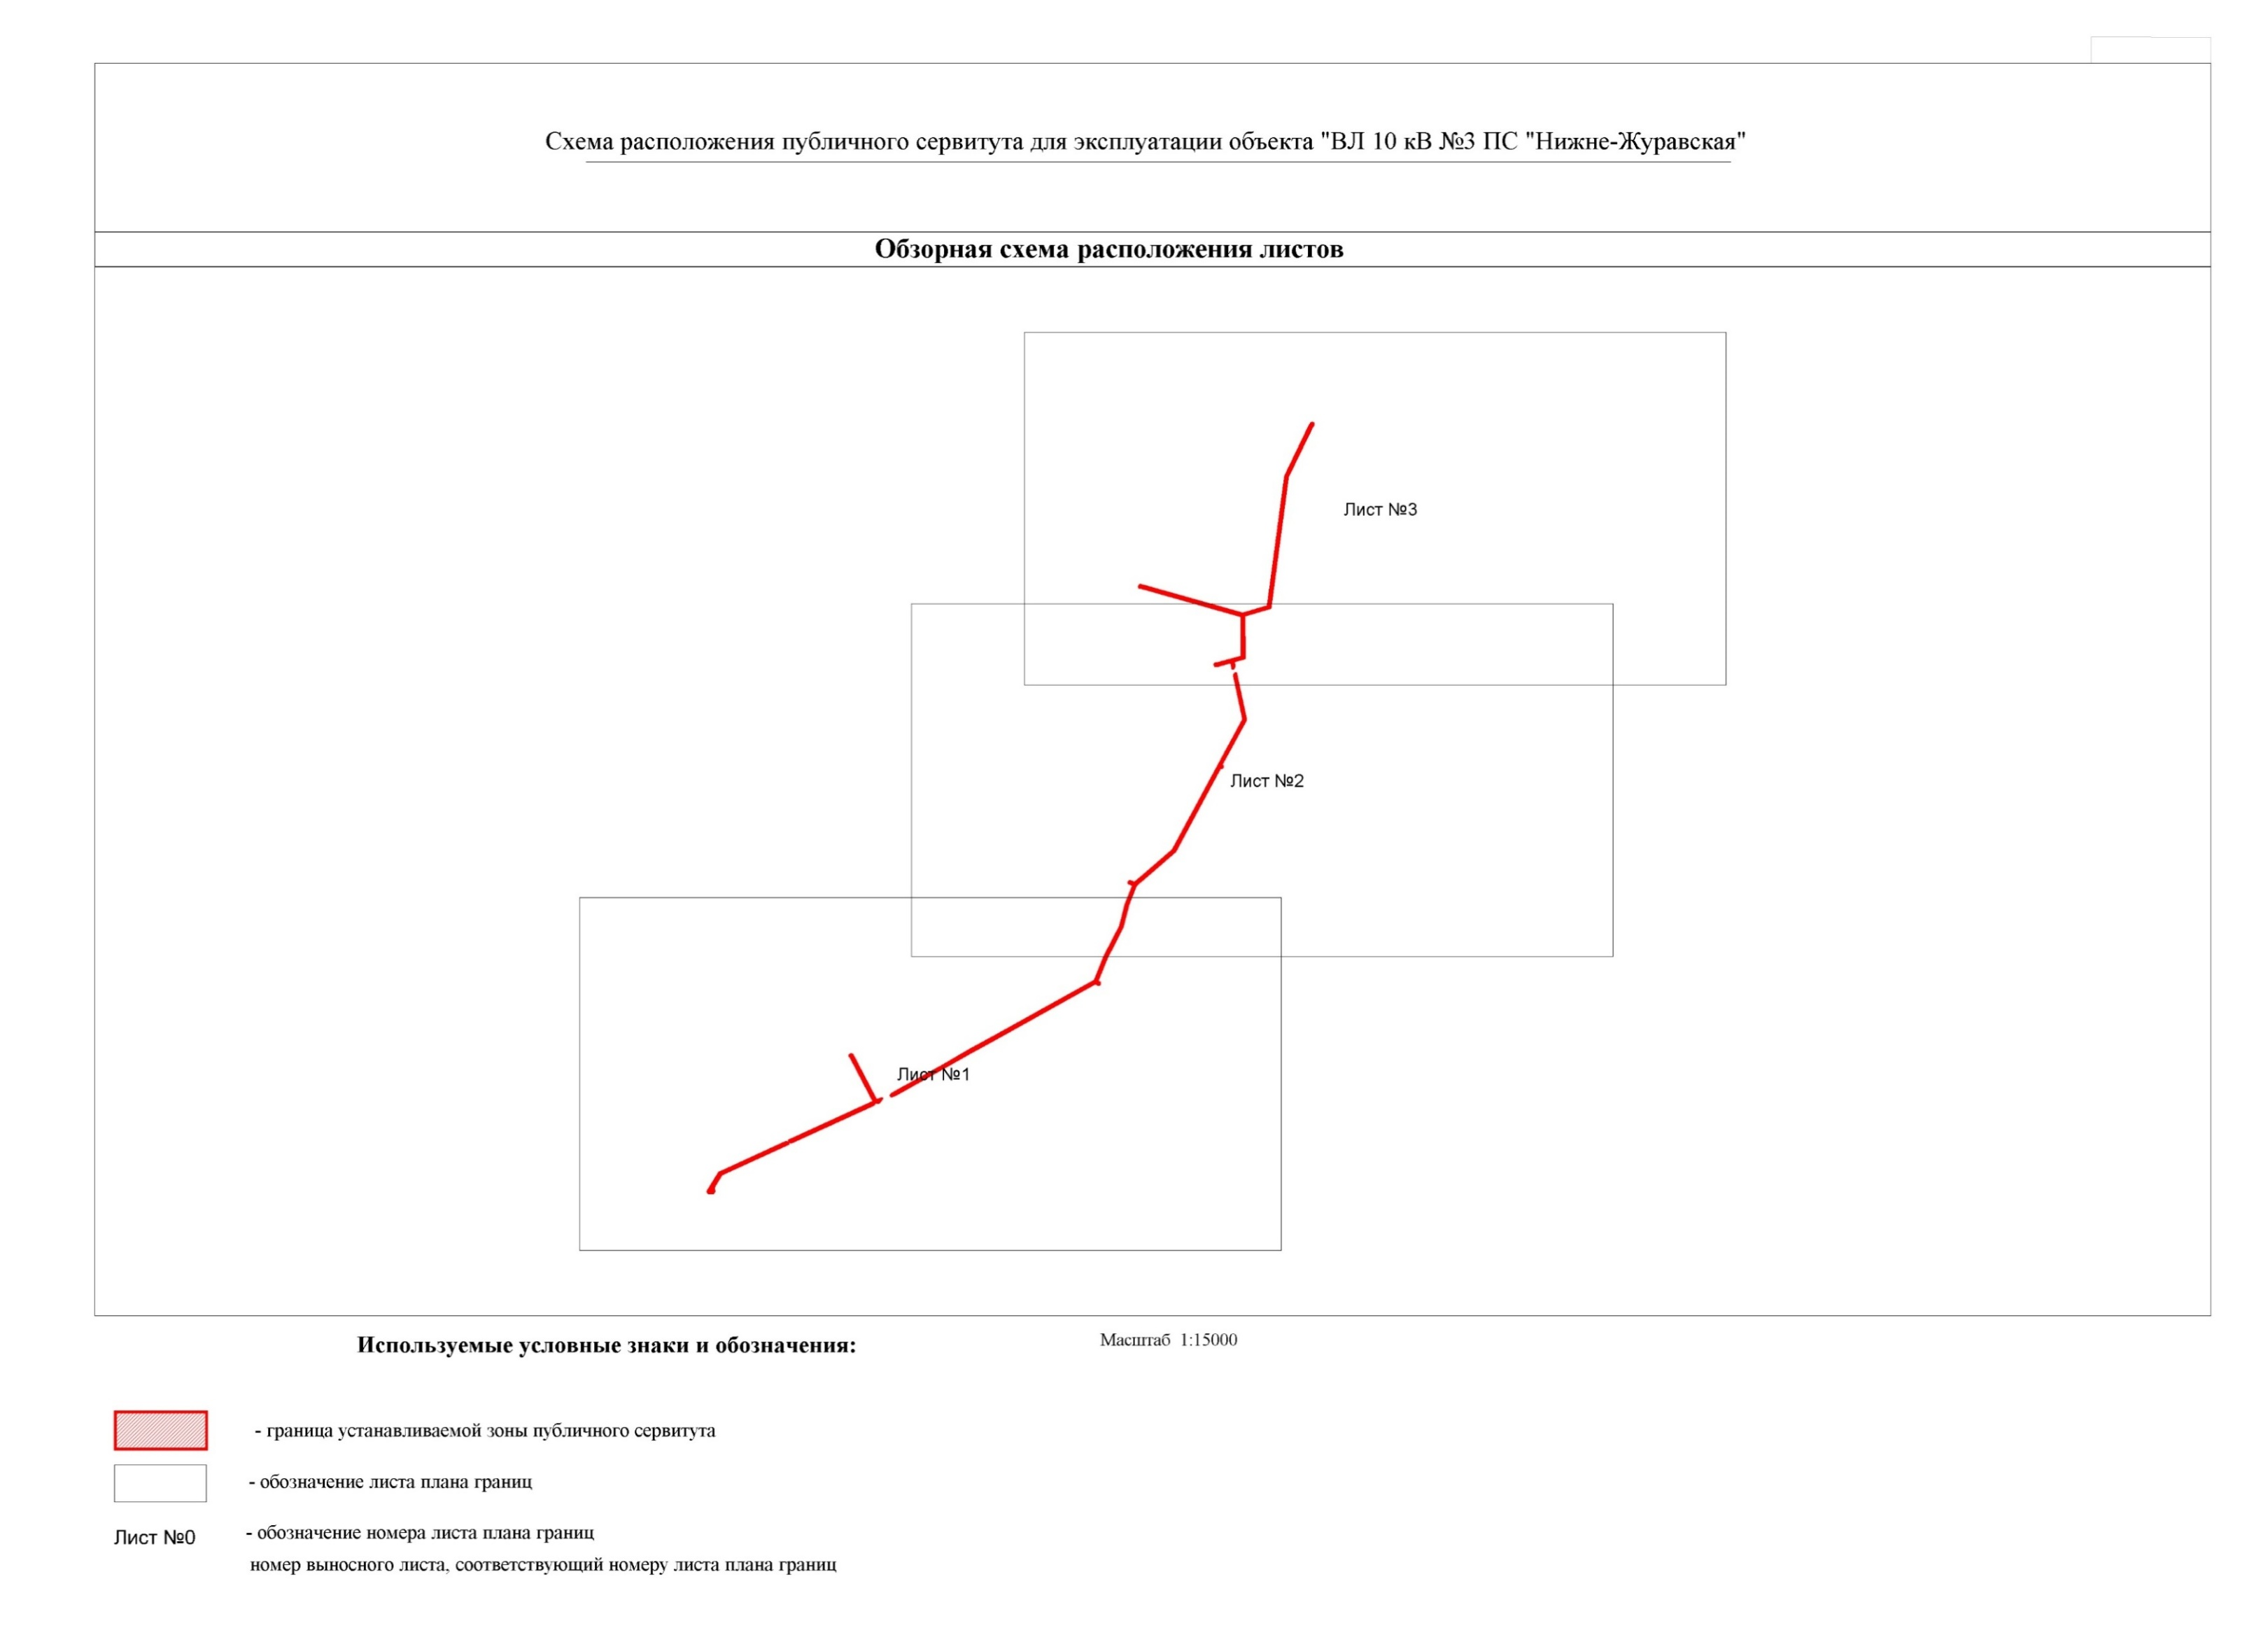 Схема расположения публичного сервитута для эксплуатации объекта "ВЛ 10 кВ №3 ПС "Нижне-Журавская"
Обзорная схема расположения листов
Лист №3
Лист №2
Лист №1
Используемые условные знаки и обозначения:
Масштаб 1:15000
- граница устанавливаемой зоны публичного сервитута
- обозначение листа плана границ
Лист №0
- обозначение номера листа плана границ
номер выносного листа, соответствующий номеру листа плана границ